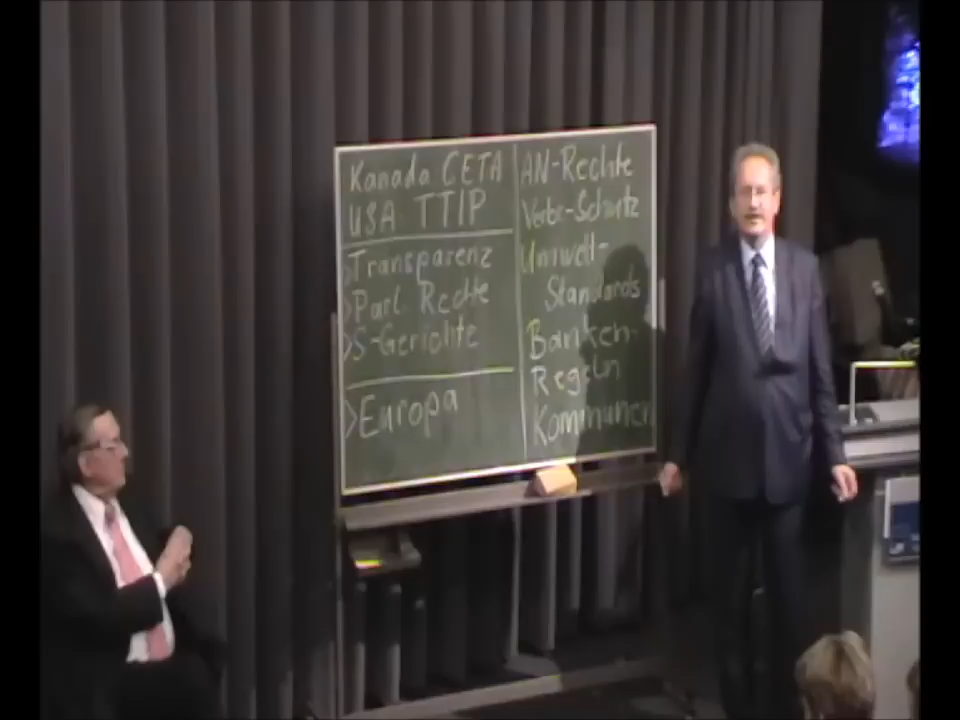 Kanada CETA
USA TTIP
>Transparenz
>Parl. Rechte
>S-Gerichte
>Europa
AN-Rechte
Verbr-Schutz
Umwelt-
Standards
Banken-
Regeln
Kommunen